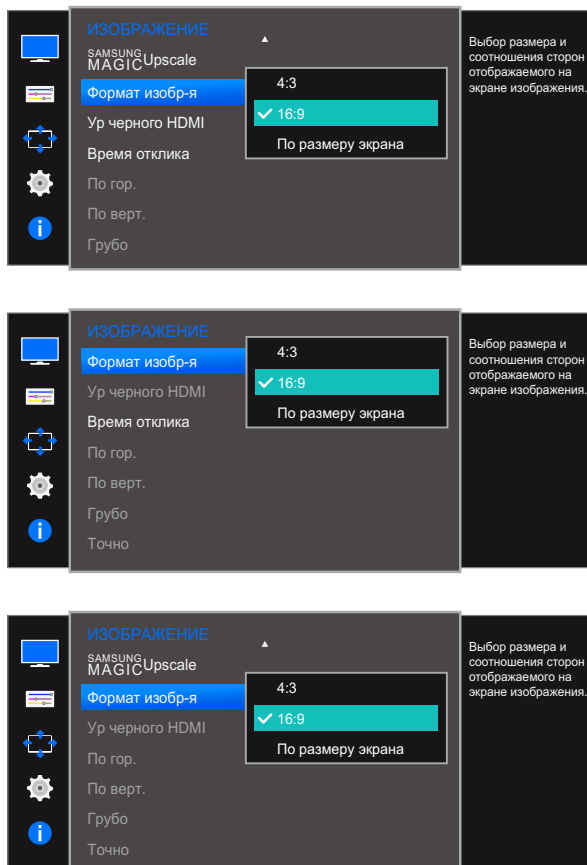 ИЗОБРАЖЕНИЕ
SAMSUNG
MAGIC Upscale
Формат изобр-я
Ур черного HDMI
Время отклика
По гор.
По верт.
Грубо
4:3
16:9
По размеру экрана
Выбор размера и
соотношения сторон
отображаемого на
экране изображения.
ИЗОБРАЖЕНИЕ
Формат изобр-я
Ур черного HDMI
Время отклика
По гор.
По верт.
Грубо
Точно
4:3
16:9
По размеру экрана
Выбор размера и
соотношения сторон
отображаемого на
экране изображения.
ИЗОБРАЖЕНИЕ
SAMSUNG
MAGIC Upscale
Формат изобр-я
Ур черного HDMI
По гор.
По верт.
Грубо
Точно
4:3
16:9
По размеру экрана
Выбор размера и
соотношения сторон
отображаемого на
экране изображения.